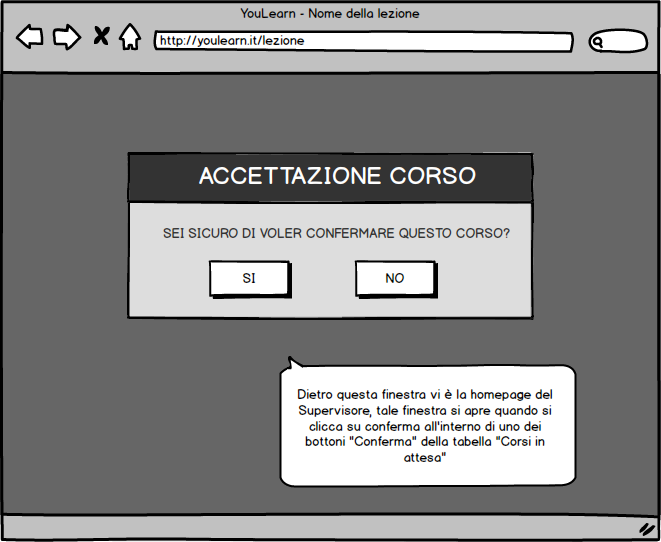 YouLearn - Nome della lezione
http://youlearn.it/lezione
ACCETTAZIONE CORSO
SEI SICURO DI VOLER CONFERMARE QUESTO CORSO?
SI
NO
Dietro questa finestra vi è la homepage del
Supervisore, tale finestra si apre quando si
clicca su conferma all'interno di uno dei
bottoni "Conferma" della tabella "Corsi in
attesa"